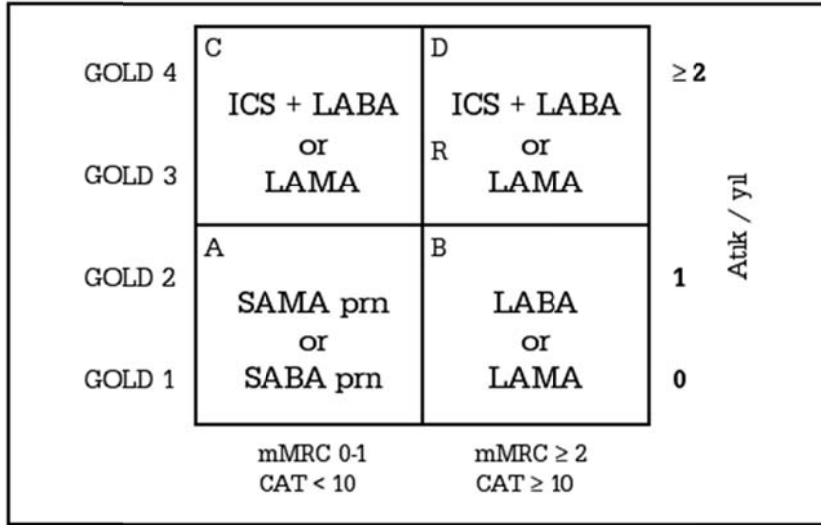 GOLD 4
GOLD 3
GOLD 2
GOLD 1
C
ICS + LABA
or
LAMA
D
ICS + LABA
or
R
LAMA
A
SAMA prn
or
SABA prn
B
LABA
or
LAMA
≥ 2
1
0
Atık / yıl
mMRC 0-1
CAT < 10
mMRC ≥ 2
CAT ≥ 10